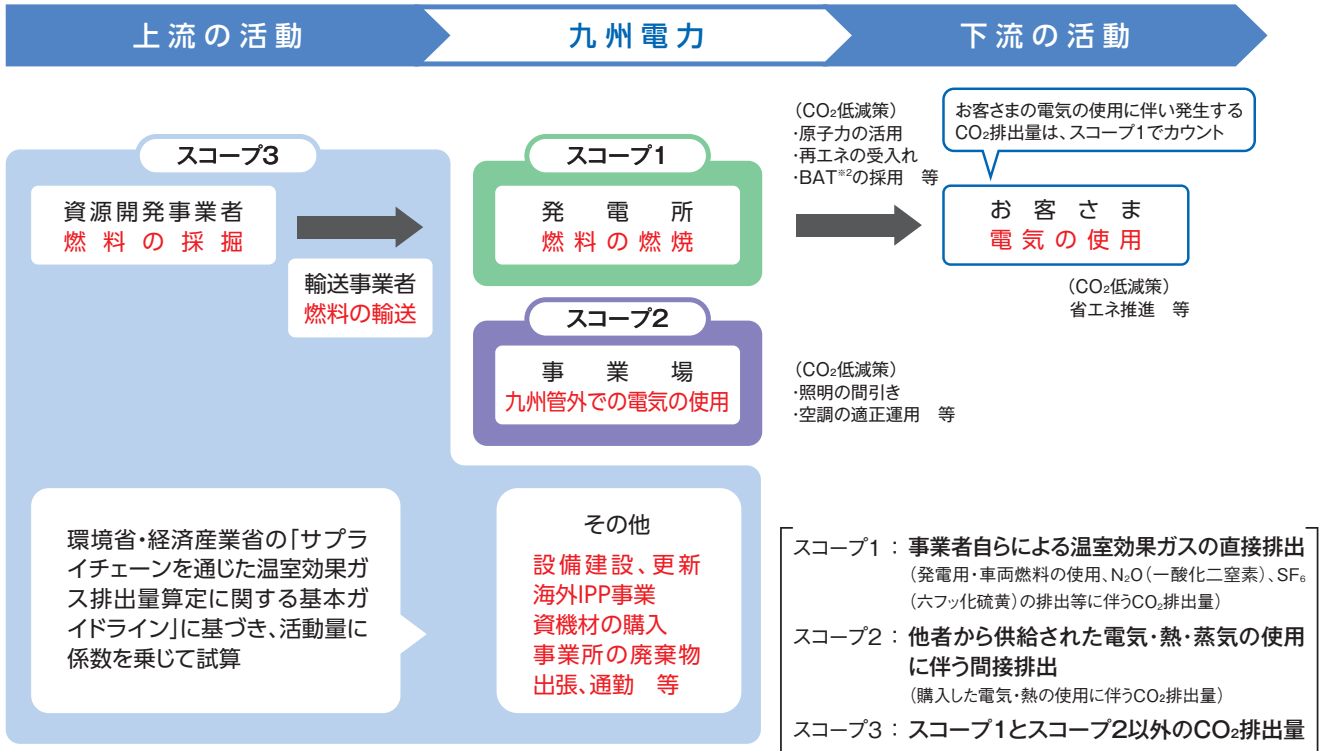 上流の活動
九州電力
下流の活動
スコープ3
資源開発事業者
燃料の採掘
輸送事業者
燃料の輸送
スコープ1
発電所
燃料の燃焼
(CO₂低減策)
・原子力の活用
・再エネの受入れ
・BAT※2の採用 等
お客さまの電気の使用に伴い発生する
CO₂排出量は、スコープ1でカウント
お客さま
電気の使用
(CO₂低減策)
省エネ推進 等
スコープ2
事業場
九州管外での電気の使用
(CO₂低減策)
・照明の間引き
・空調の適正運用 等
環境省・経済産業省の「サプラ
イチェーンを通じた温室効果ガ
ス排出量算定に関する基本ガ
イドライン」に基づき、活動量に
係数を乗じて試算
その他
設備建設、更新
海外IPP事業
資機材の購入
事業所の廃棄物
出張、通勤 等
スコープ1：事業者自らによる温室効果ガスの直接排出
(発電用・車両燃料の使用、N₂O(一酸化二窒素)、SF₆
(六フッ化硫黄)の排出等に伴うCO₂排出量)
スコープ2：他者から供給された電気・熱・蒸気の使用
に伴う間接排出
(購入した電気・熱の使用に伴うCO₂排出量)
スコープ3：スコープ1とスコープ2以外のCO₂排出量